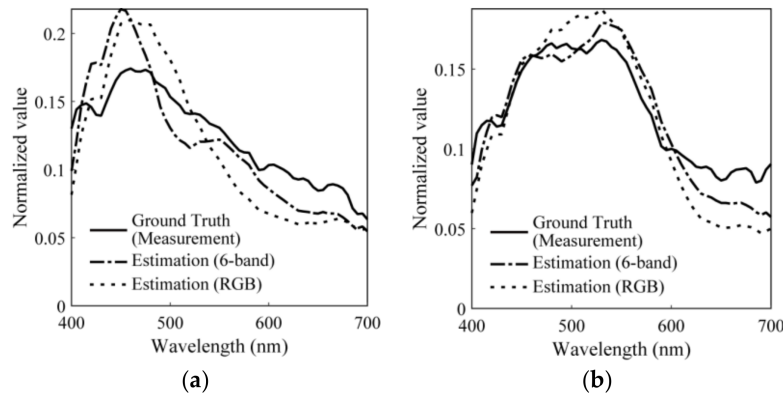 0.2
0.15
0.1
0.05
0
Normalized value
Ground Truth
(Measurement)
Estimation (6-band)
Estimation (RGB)
400 500 600 700
Wavelength (nm)
(a)
0.15
0.1
0.05
0
Normalized value
Ground Truth
(Measurement)
Estimation (6-band)
Estimation (RGB)
400 500 600 700
Wavelength (nm)
(b)